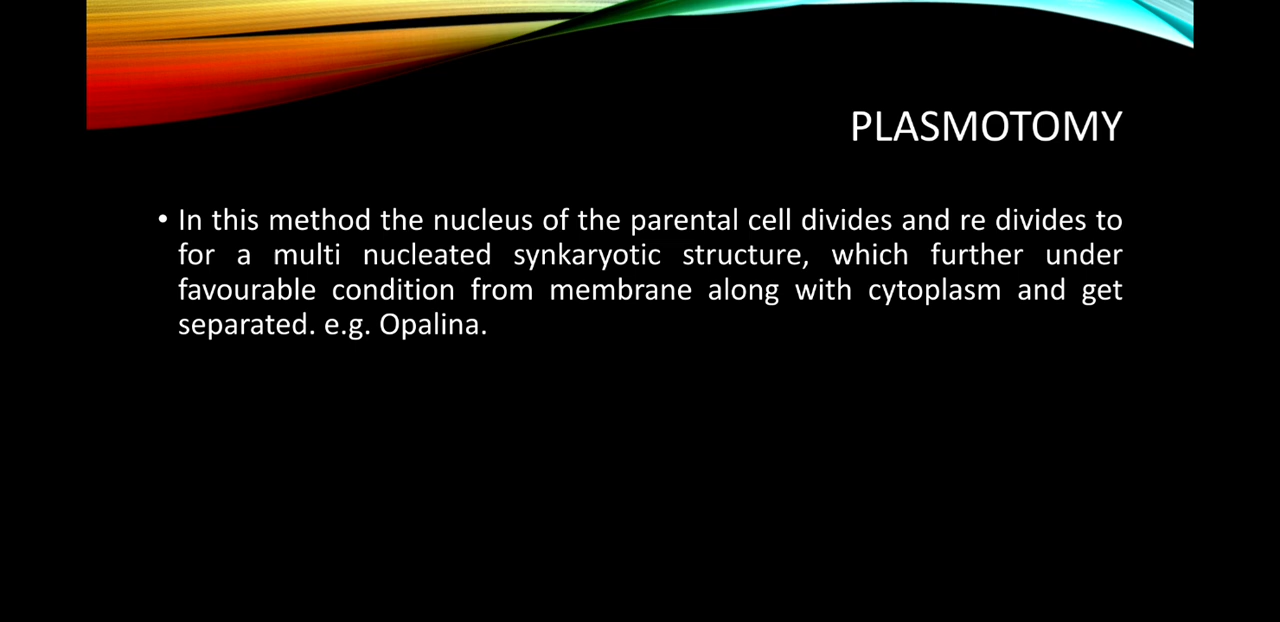 PLASMOTOMY
• In this method the nucleus of the parental cell divides and re divides to
for a multi nucleated synkaryotic structure, which further under
favourable condition from membrane along with cytoplasm and get
separated. e.g. Opalina.